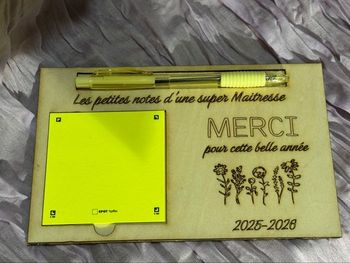 Les petites notes d'une super Maitresse
MERCI
pour cette belle année
2025-2026